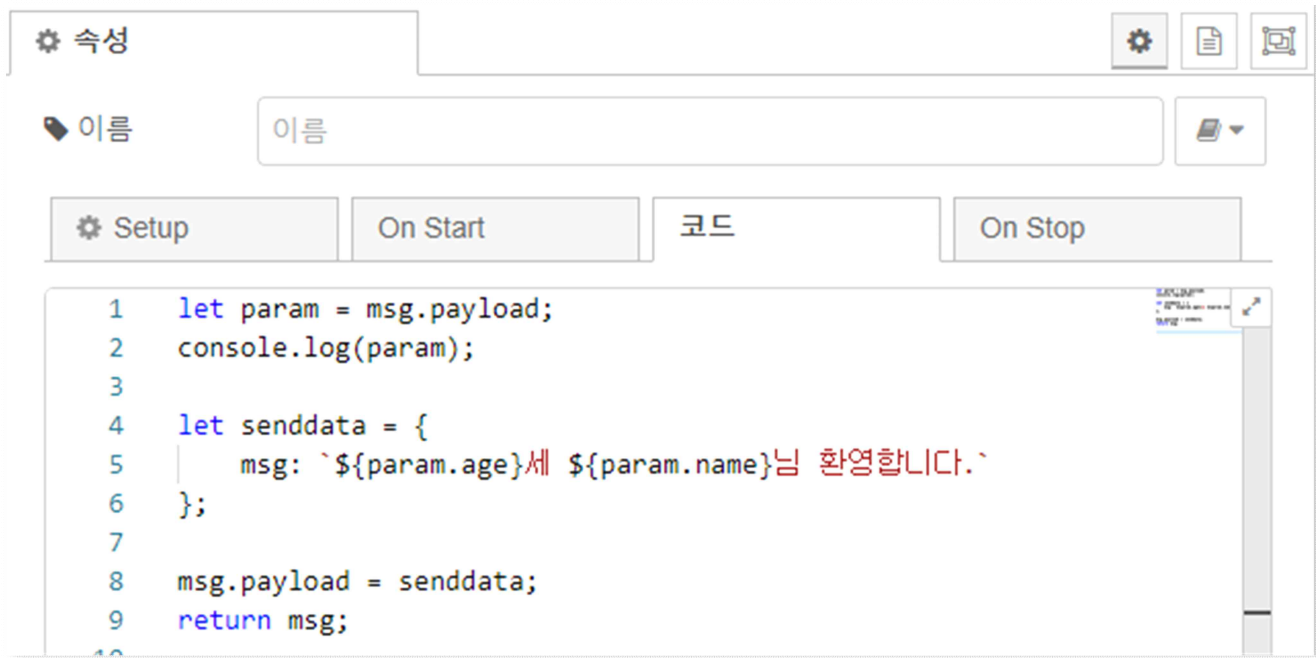 속성
이름 이름
Setup On Start 코드 On Stop
1 let param = msg.payload;
2 console.log(param);
3
4 let senddata = {
5     msg: `${param.age}세 ${param.name}님 환영합니다.`
6 };
7
8 msg.payload = senddata;
9 return msg;
10